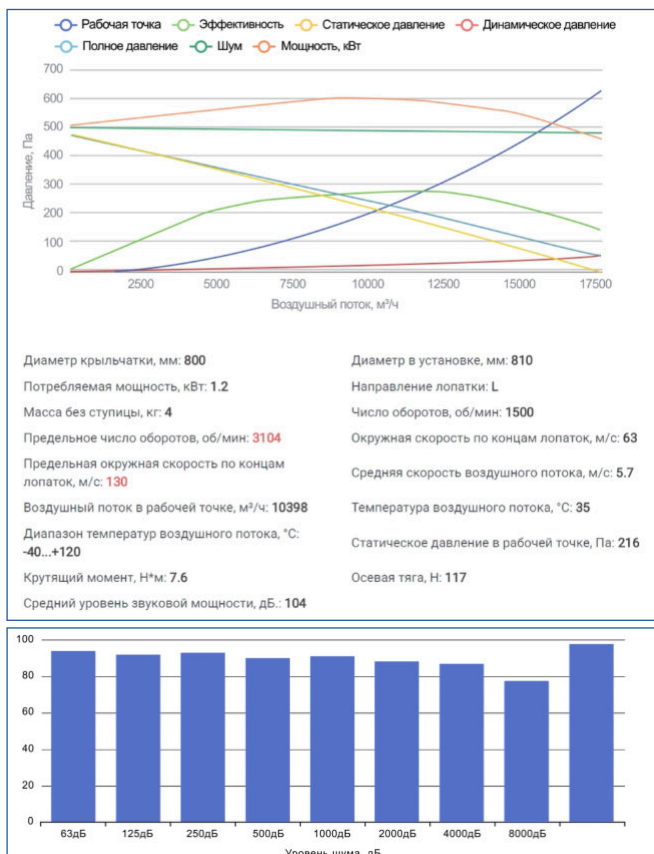 Рабочая точка Эффективность Статическое давление Динамическое давление
Полное давление Шум Мощность, кВт
700
600
500
400
300
200
100
0
Давление, Па
2500 5000 7500 10000 12500 15000 17500
Воздушный поток, м³/ч
Диаметр крыльчатки, мм: 800
Диаметр в установке, мм: 810
Потребляемая мощность, кВт: 1.2
Направление лопатки: L
Масса без ступицы, кг: 4
Число оборотов, об/мин: 1500
Предельное число оборотов, об/мин: 3104
Окружная скорость по концам лопаток, м/с: 63
Предельная окружная скорость по концам
лопаток, м/с: 130
Средняя скорость воздушного потока, м/с: 5.7
Воздушный поток в рабочей точке, м³/ч: 10398
Температура воздушного потока, °C: 35
Диапазон температур воздушного потока, °C:
-40...+120
Статическое давление в рабочей точке, Па: 216
Крутящий момент, Н*м: 7.6
Осевая тяга, Н: 117
Средний уровень звуковой мощности, дБ.: 104
100
80
60
40
20
0
63дБ 125дБ 250дБ 500дБ 1000дБ 2000дБ 4000дБ 8000дБ
Уровень шума, дБ